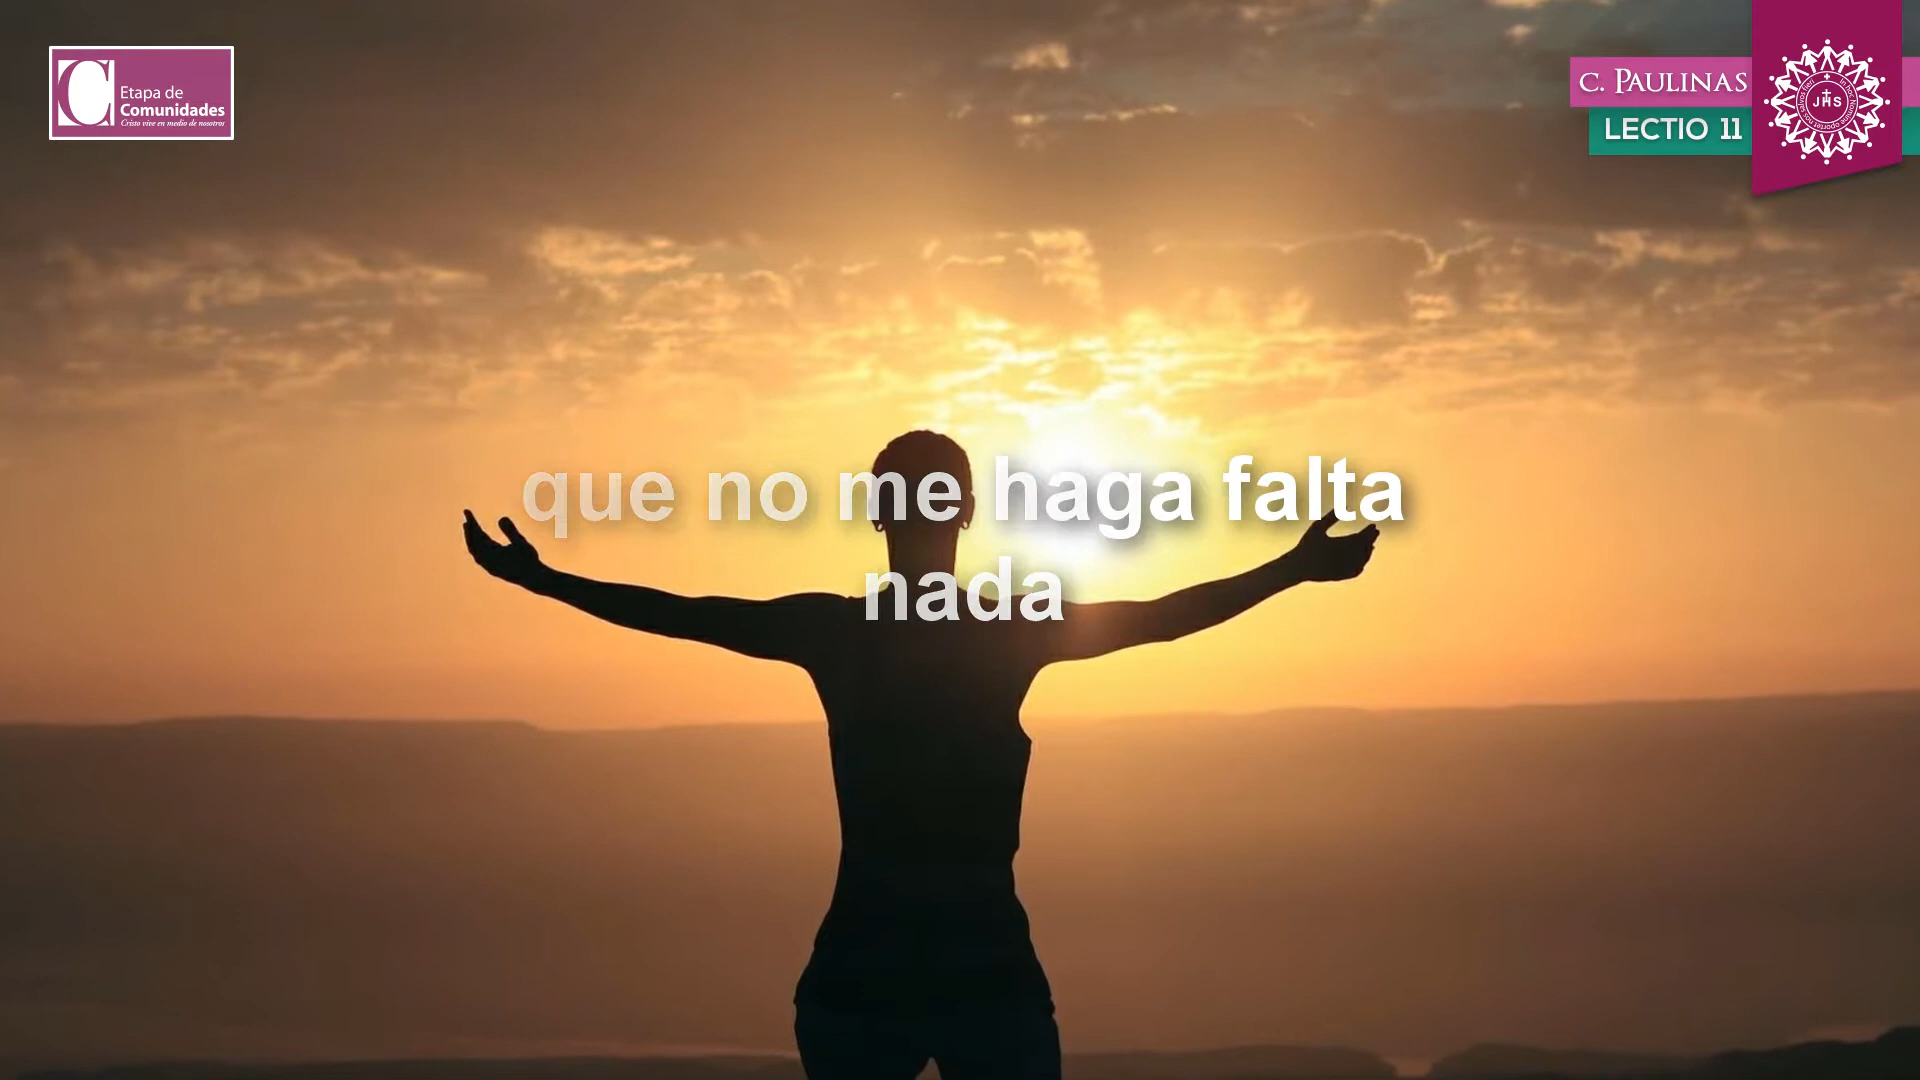 Etapa de
Comunidades
Cristo vive en medio de nosotros
C. PAULINAS
LECTIO 11
JHS
que no me haga falta
nada